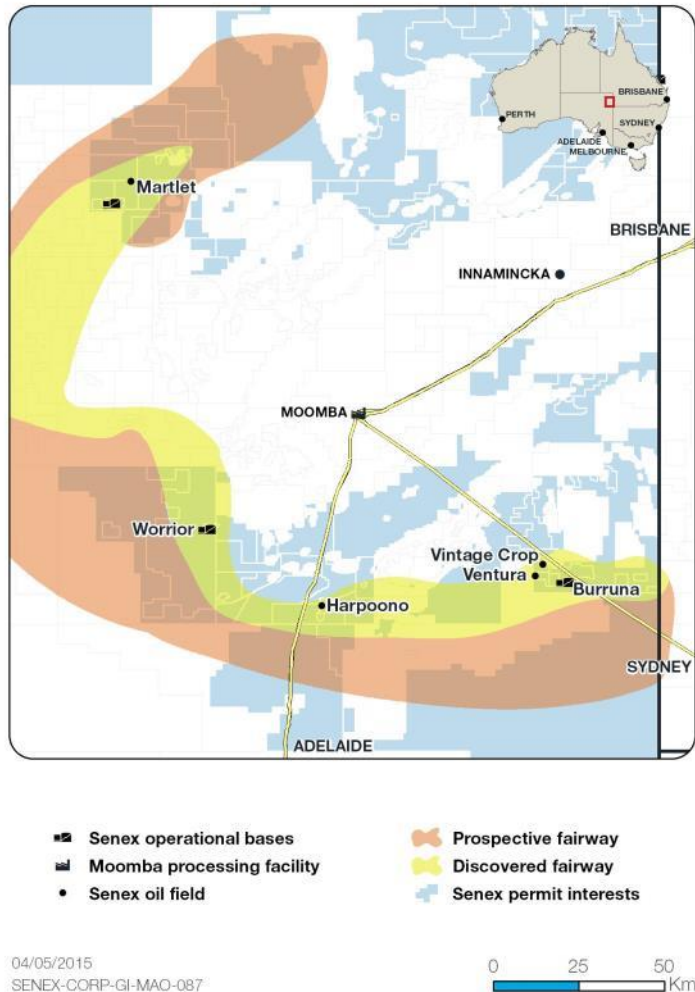 BRISBANE
PERTH
SYDNEY
ADELAIDE
MELBOURNE
Martlet
BRISBANE
INNAMINCKA
MOOMBA
Worrior
Vintage Crop
Ventura
Burruna
Harpoono
SYDNEY
ADELAIDE
Senex operational bases
Moomba processing facility
Senex oil field
Prospective fairway
Discovered fairway
Senex permit interests
04/05/2015
SENEX-CORP-GI-MAO-087
0 25 50
Km